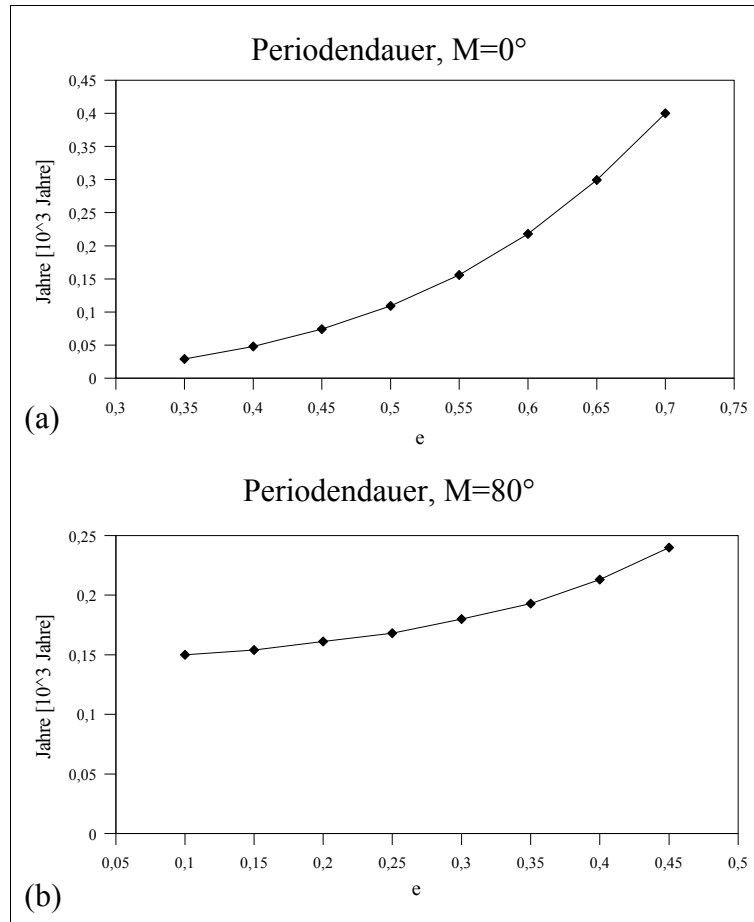 Periodendauer, M=0°
0,45
0,4
0,35
0,3
0,25
0,2
0,15
0,1
0,05
0
Jahre [10^3 Jahre]
0,3 0,35 0,4 0,45 0,5 0,55 0,6 0,65 0,7 0,75
e
(a)
Periodendauer, M=80°
0,25
0,2
0,15
0,1
0,05
0
Jahre [10^3 Jahre]
0,05 0,1 0,15 0,2 0,25 0,3 0,35 0,4 0,45 0,5
e
(b)